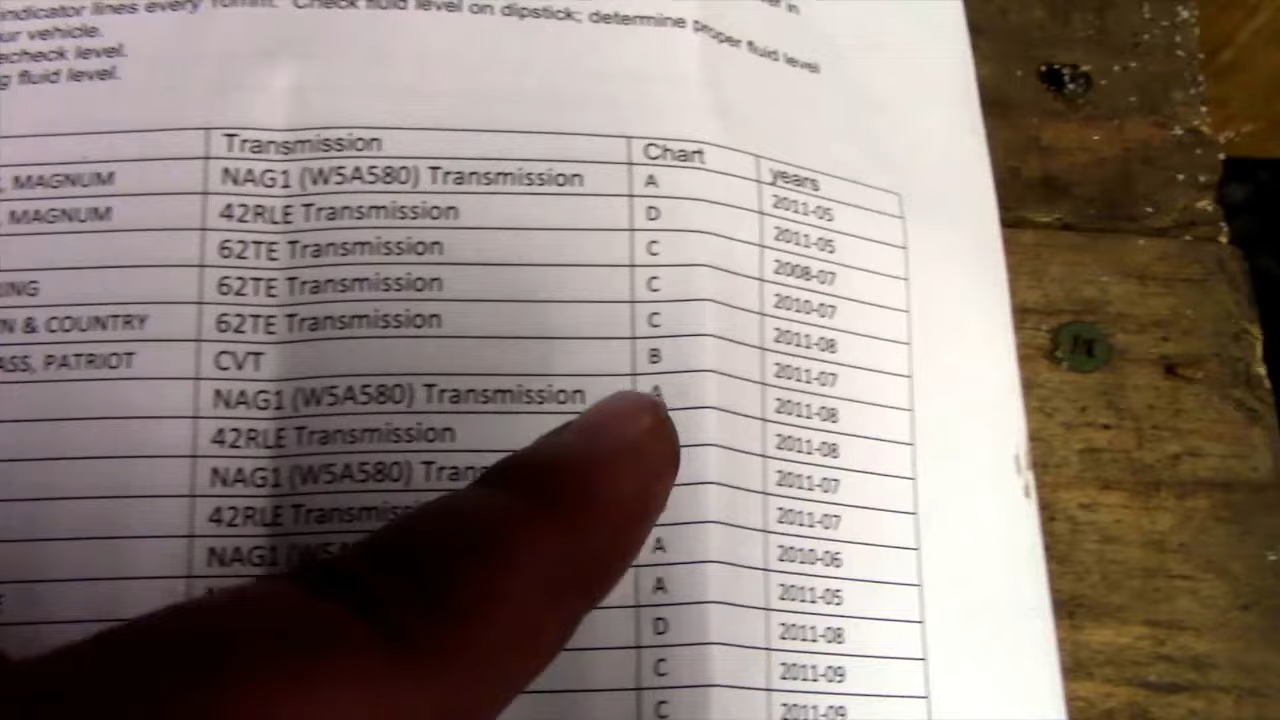 indicator lines every 10mm. Check fluid level on dipstick; determine proper fluid level in
ur vehicle.
echeck level.
g fluid level.
Transmission Chart years
, MAGNUM NAG1 (W5A580) Transmission A 2011-05
, MAGNUM 42RLE Transmission D 2011-05
62TE Transmission C 2008-07
ING 62TE Transmission C 2010-07
N & COUNTRY 62TE Transmission C 2011-08
ASS, PATRIOT CVT B 2011-07
NAG1 (W5A580) Transmission A 2011-08
42RLE Transmission 2011-08
NAG1 (W5A580) Tran 2011-07
42RLE Transmiss 2011-07
NAG1 (W5A A 2010-06
A 2011-05
D 2011-08
C 2011-09
C 2011-09